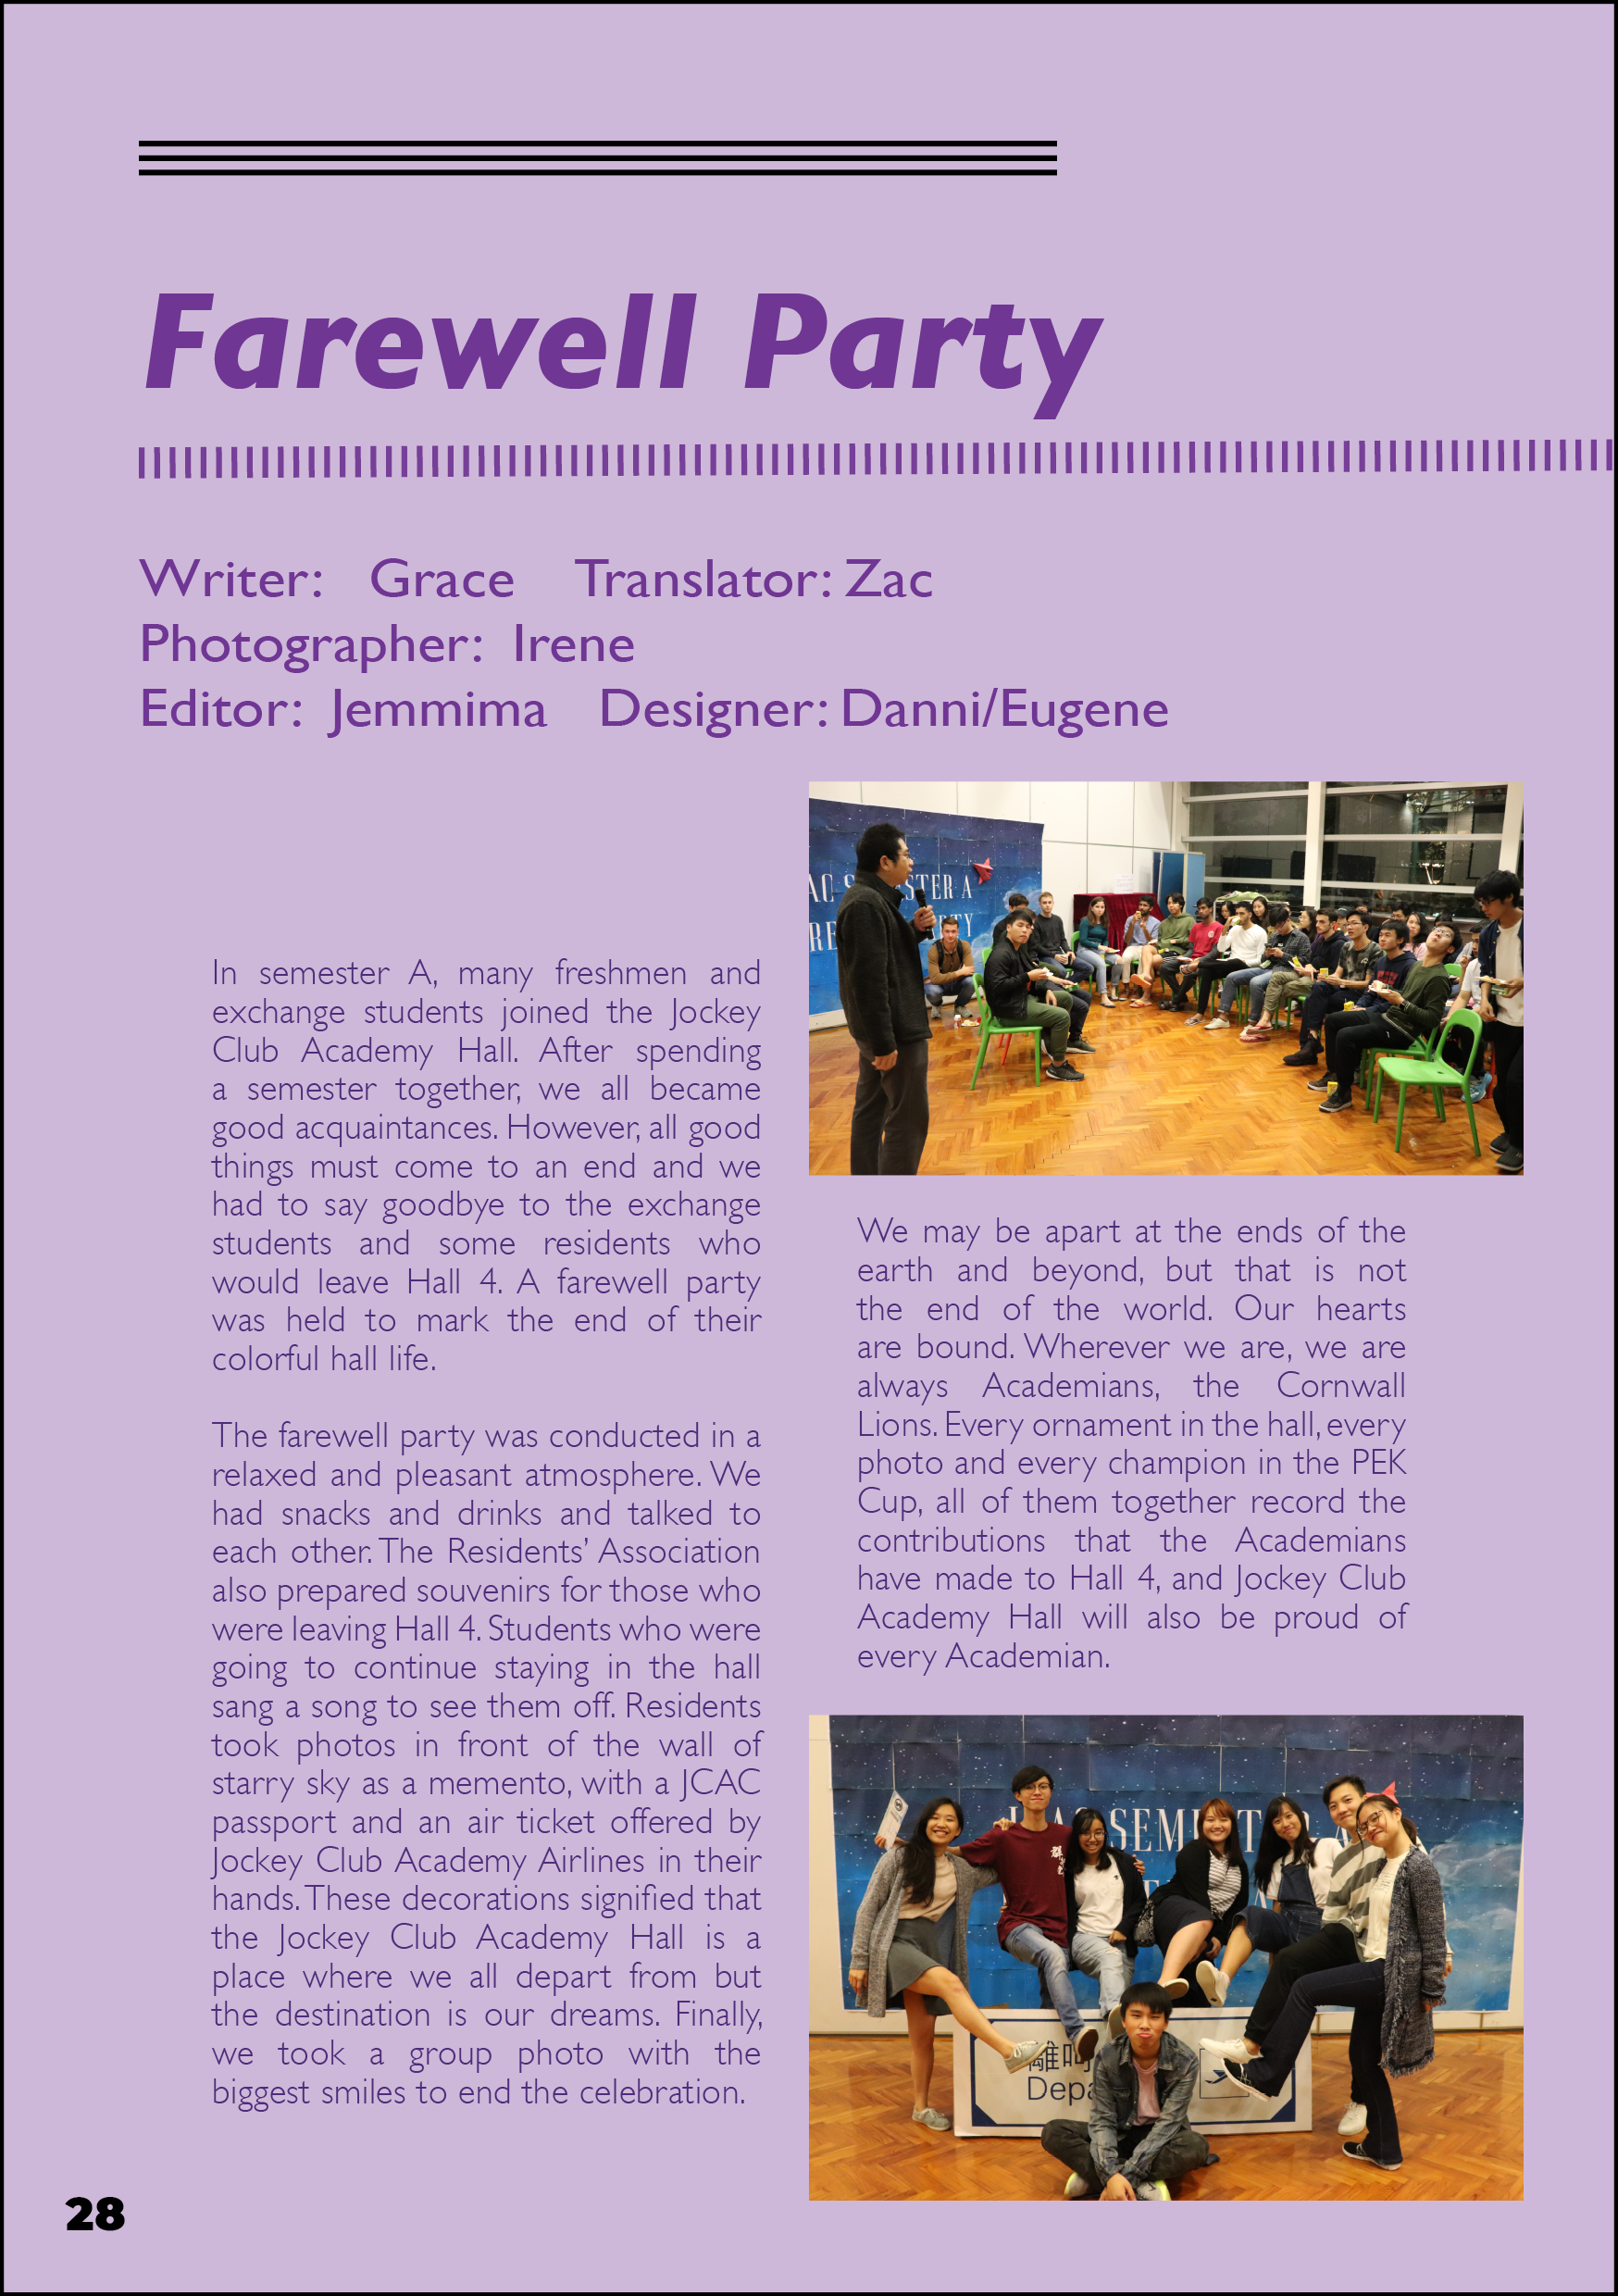 Farewell Party
Writer: Grace Translator: Zac
Photographer: Irene
Editor: Jemmima Designer: Danni/Eugene
In semester A, many freshmen and
exchange students joined the Jockey
Club Academy Hall. After spending
a semester together, we all became
good acquaintances. However, all good
things must come to an end and we
had to say goodbye to the exchange
students and some residents who
would leave Hall 4. A farewell party
was held to mark the end of their
colorful hall life.
The farewell party was conducted in a
relaxed and pleasant atmosphere. We
had snacks and drinks and talked to
each other. The Residents’ Association
also prepared souvenirs for those who
were leaving Hall 4. Students who were
going to continue staying in the hall
sang a song to see them off. Residents
took photos in front of the wall of
starry sky as a memento, with a JCAC
passport and an air ticket offered by
Jockey Club Academy Airlines in their
hands. These decorations signified that
the Jockey Club Academy Hall is a
place where we all depart from but
the destination is our dreams. Finally,
we took a group photo with the
biggest smiles to end the celebration.
We may be apart at the ends of the
earth and beyond, but that is not
the end of the world. Our hearts
are bound. Wherever we are, we are
always Academians, the Cornwall
Lions. Every ornament in the hall, every
photo and every champion in the PEK
Cup, all of them together record the
contributions that the Academians
have made to Hall 4, and Jockey Club
Academy Hall will also be proud of
every Academian.
28